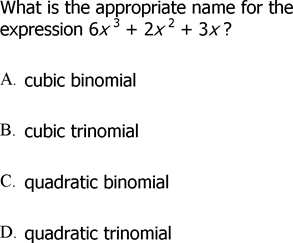 What is the appropriate name for the
expression 6x³ + 2x² + 3x?
A. cubic binomial
B. cubic trinomial
C. quadratic binomial
D. quadratic trinomial